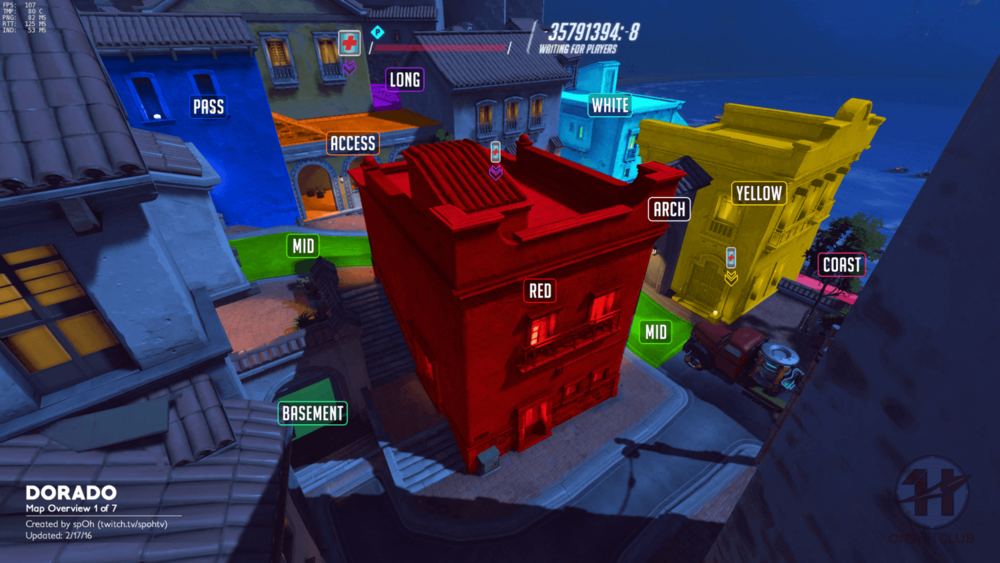 FPS: 107
TMP: 80 C
PNG: 82 MS
RTT: 125 MS
IND: 53 MS
P
-35791394:-8
WAITING FOR PLAYERS
LONG
PASS
WHITE
ACCESS
YELLOW
ARCH
MID
COAST
RED
MID
BASEMENT
DORADO
Map Overview 1 of 7
Created by spOh (twitch.tv/spohtv)
Updated: 2/17/16